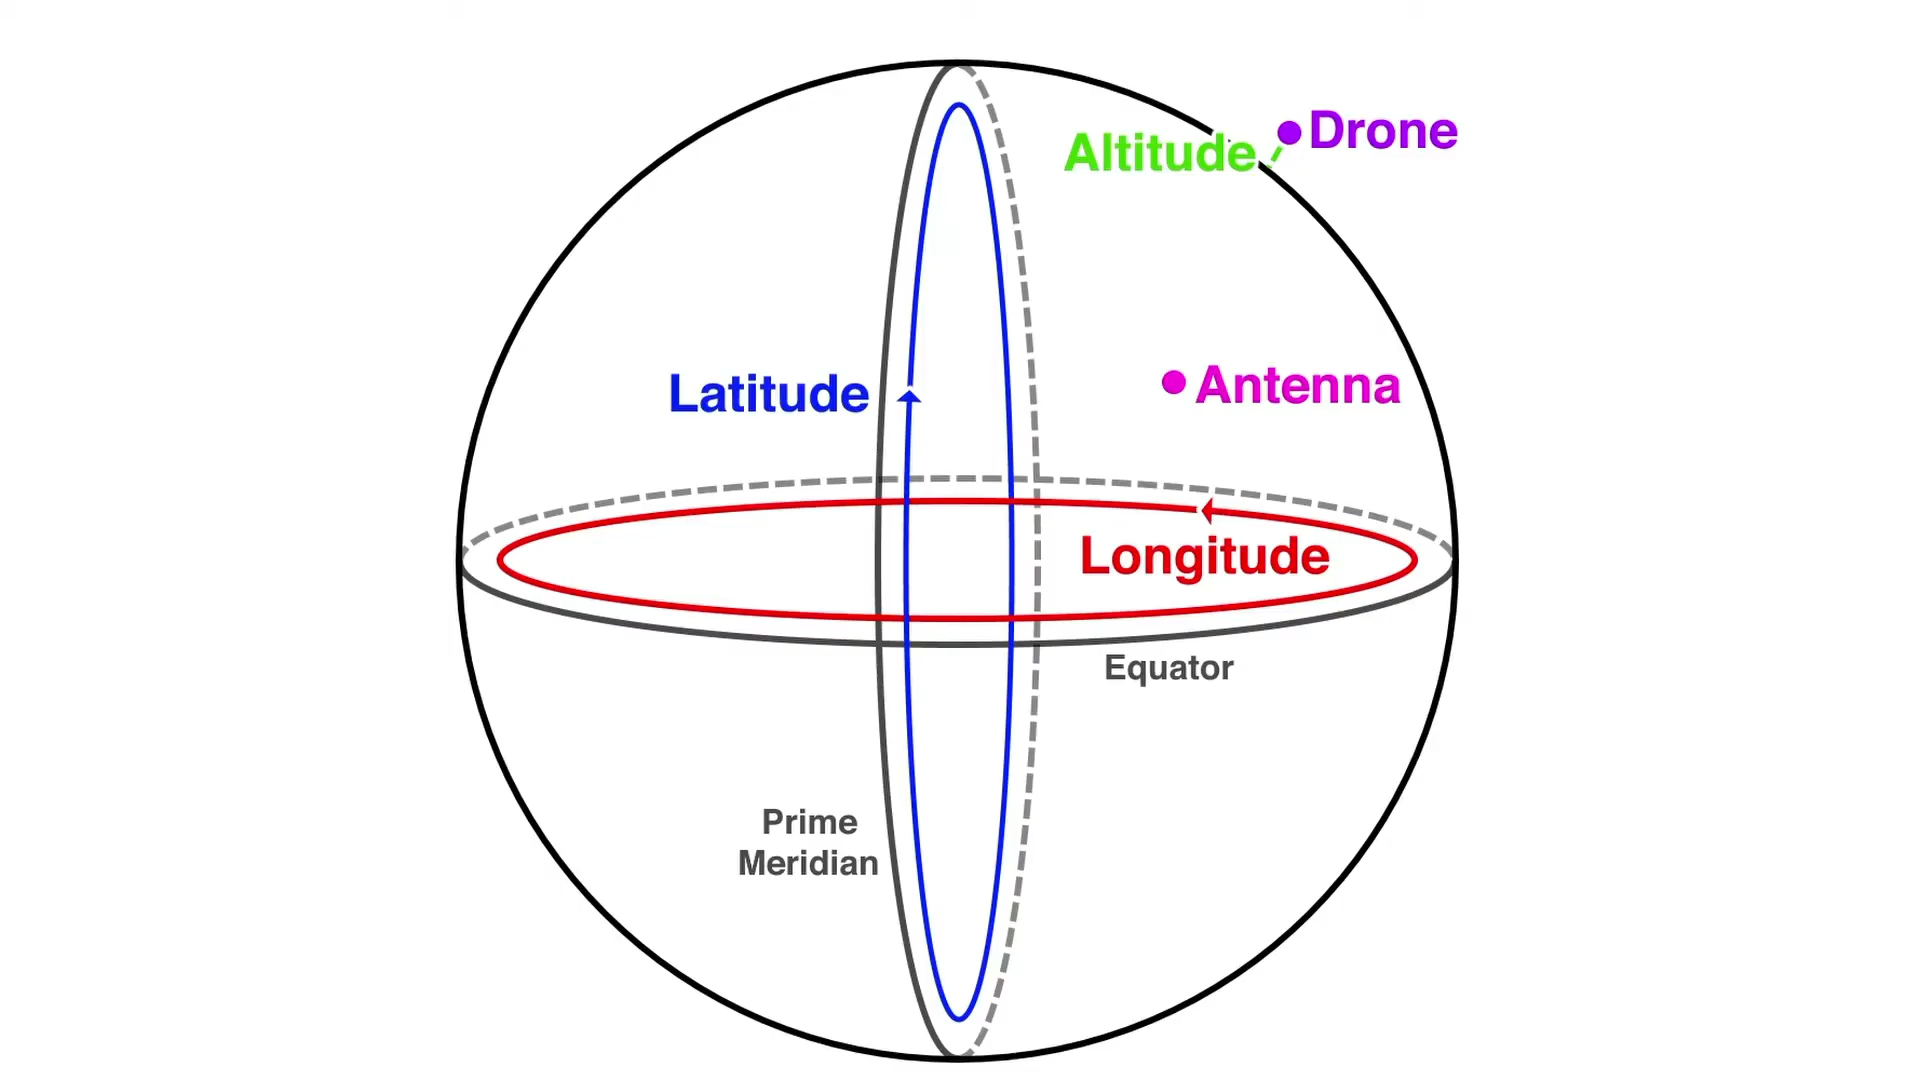 Drone
Altitude
Antenna
Latitude
Longitude
Equator
Prime
Meridian